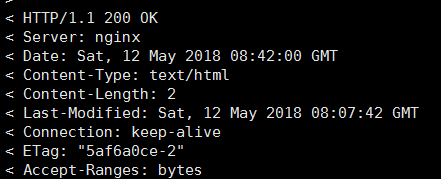 < HTTP/1.1 200 OK
< Server: nginx
< Date: Sat, 12 May 2018 08:42:00 GMT
< Content-Type: text/html
< Content-Length: 2
< Last-Modified: Sat, 12 May 2018 08:07:42 GMT
< Connection: keep-alive
< ETag: "5af6a0ce-2"
< Accept-Ranges: bytes